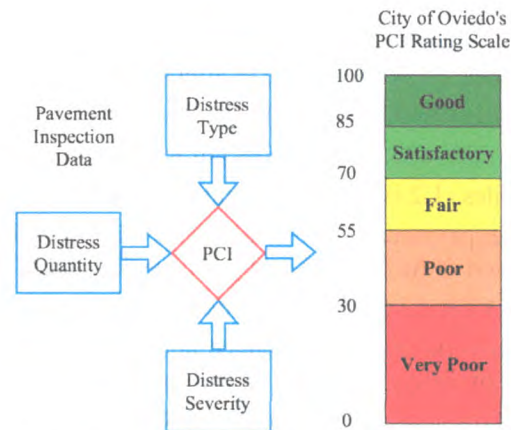 City of Oviedo's
PCI Rating Scale
Pavement
Inspection
Data
Distress
Type
Distress
Quantity
PCI
Distress
Severity
100
Good
85
Satisfactory
70
Fair
55
Poor
30
Very Poor
0